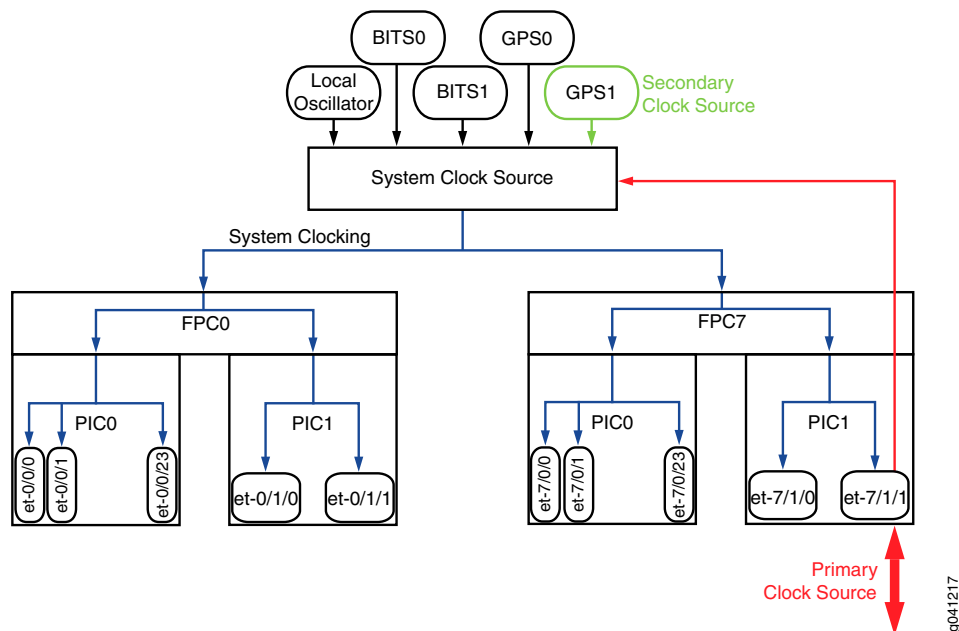 BITS0
GPS0
Local
Oscillator
BITS1
GPS1
Secondary
Clock Source
System Clock Source
System Clocking
FPC0
FPC7
PIC0
PIC1
PIC0
PIC1
et-0/0/0
et-0/0/1
et-0/0/23
et-0/1/0
et-0/1/1
et-7/0/0
et-7/0/1
et-7/0/23
et-7/1/0
et-7/1/1
Primary
Clock Source
g041217